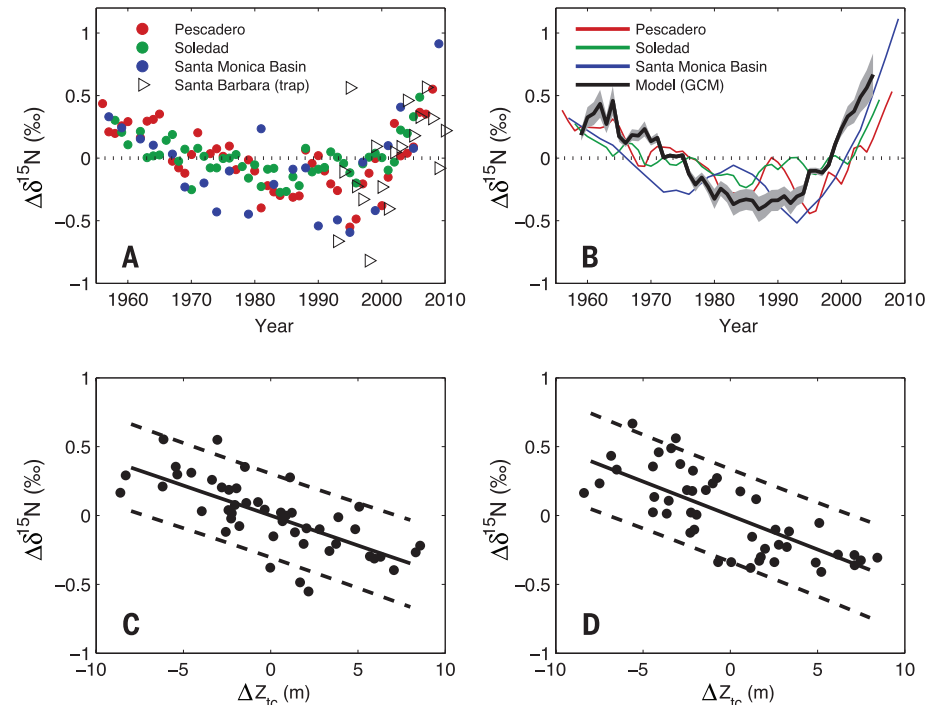 Pescadero
Soledad
Santa Monica Basin
Santa Barbara (trap)
Δδ¹⁵N (‰)
1
0.5
0
−0.5
−1
A
1960 1970 1980 1990 2000 2010
Year
Pescadero
Soledad
Santa Monica Basin
Model (GCM)
Δδ¹⁵N (‰)
1
0.5
0
−0.5
−1
B
1960 1970 1980 1990 2000 2010
Year
Δδ¹⁵N (‰)
1
0.5
0
−0.5
−1
C
−10 −5 0 5 10
ΔZtc (m)
Δδ¹⁵N (‰)
1
0.5
0
−0.5
−1
D
−10 −5 0 5 10
ΔZtc (m)